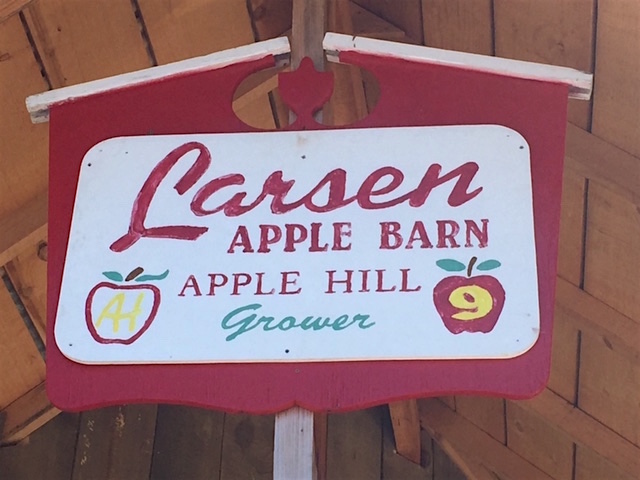 Larsen
APPLE BARN
APPLE HILL
AH
Grower
9